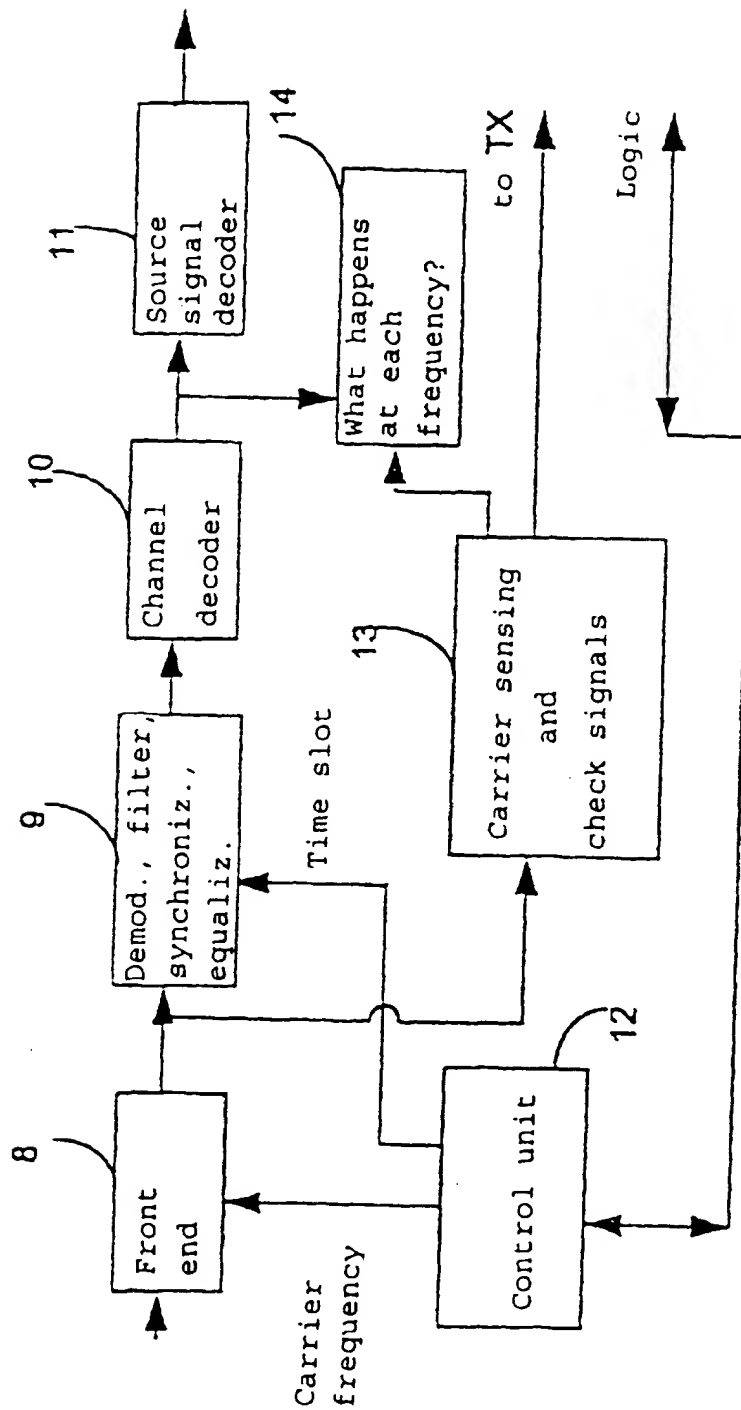 8
Front
end
9
Demod., filter,
synchroniz.,
equaliz.
10
Channel
decoder
11
Source
signal
decoder
14
What happens
at each
frequency?
Carrier
frequency
Time slot
12
Control unit
13
Carrier sensing
and
check signals
to TX
Logic